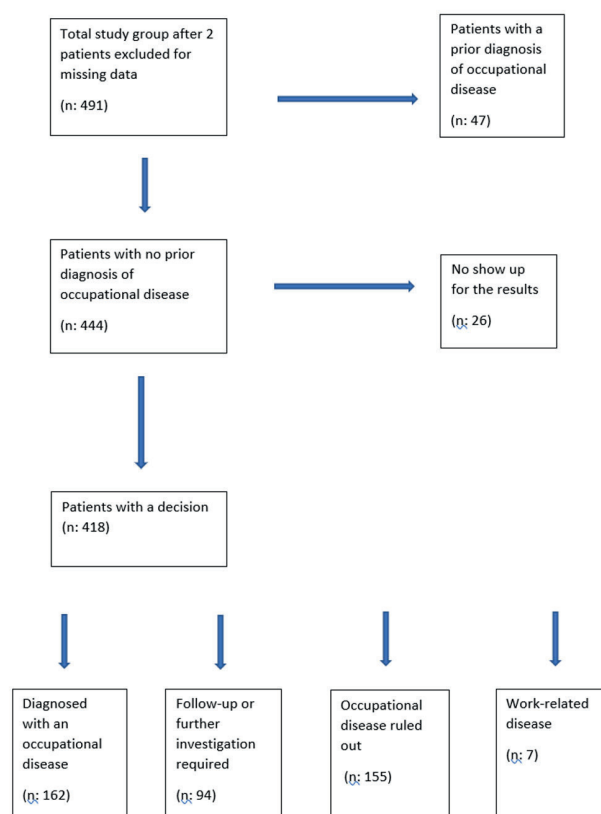 Total study group after 2
patients excluded for
missing data
(n: 491)
Patients with a
prior diagnosis
of occupational
disease
(n: 47)
Patients with no prior
diagnosis of
occupational disease
(n: 444)
No show up
for the results
(n: 26)
Patients with a decision
(n: 418)
Diagnosed
with an
occupational
disease
(n: 162)
Follow-up or
further
investigation
required
(n: 94)
Occupational
disease ruled
out
(n: 155)
Work-related
disease
(n: 7)